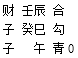 财 壬辰 合
子 癸巳 勾
子 　午 青0